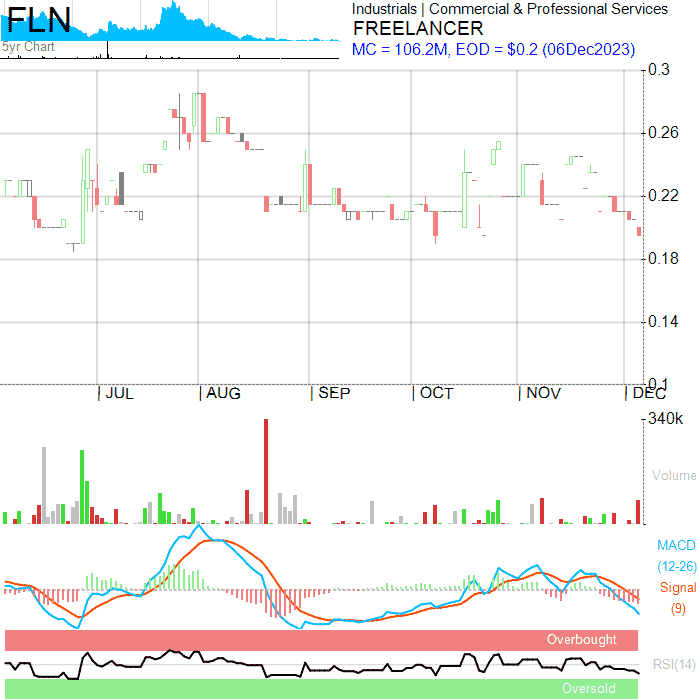 FLN
5yr Chart
Industrials | Commercial & Professional Services
FREELANCER
MC = 106.2M, EOD = $0.2 (06Dec2023)
0.3
0.26
0.22
0.18
0.14
0.1
JUL
AUG
SEP
OCT
NOV
DEC
340k
Volume
MACD
(12-26)
Signal
(9)
Overbought
RSI(14)
Oversold